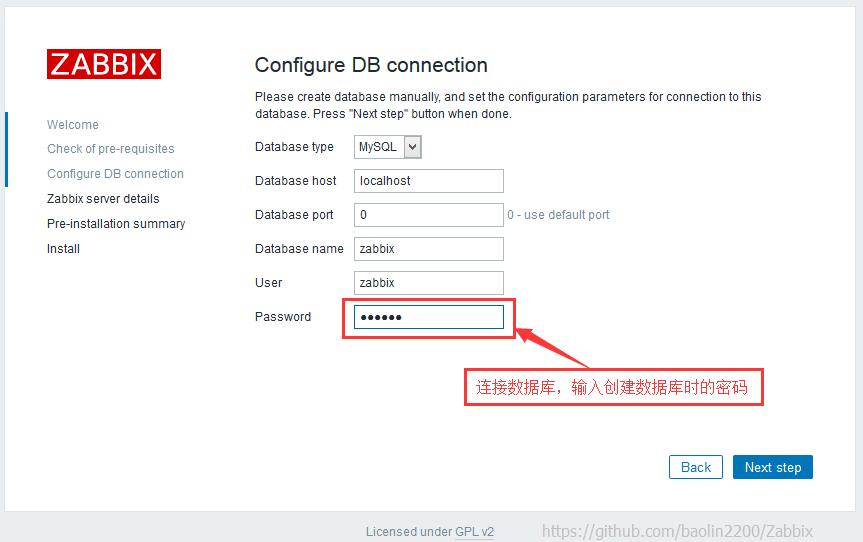 ZABBIX
Welcome
Check of pre-requisites
Configure DB connection
Zabbix server details
Pre-installation summary
Install
Configure DB connection
Please create database manually, and set the configuration parameters for connection to this
database. Press "Next step" button when done.
Database type MySQL
Database host localhost
Database port 0 0 - use default port
Database name zabbix
User zabbix
Password ●●●●●●
连接数据库，输入创建数据库时的密码
Back Next step
Licensed under GPL v2
https://github.com/baolin2200/Zabbix